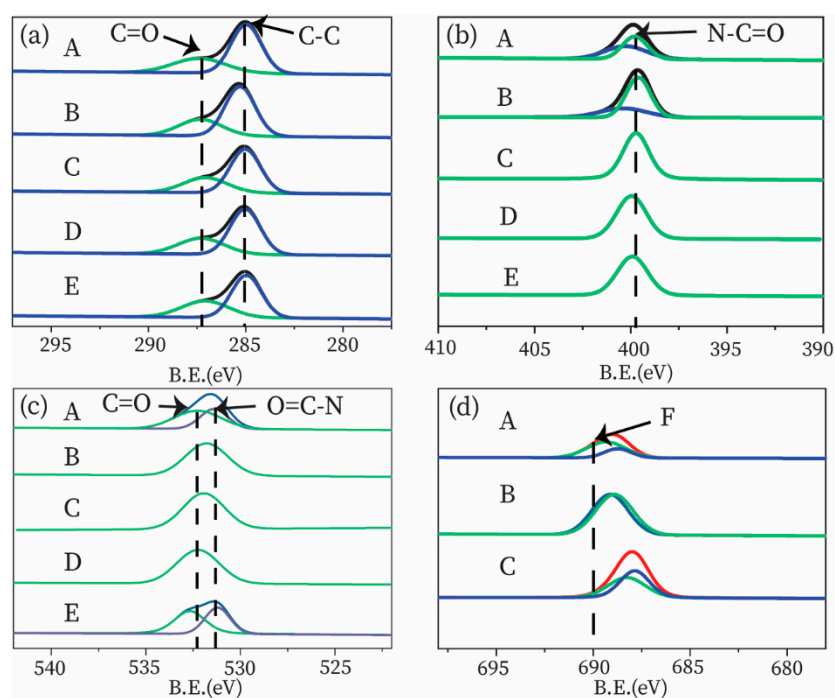 (a)
C=O
C-C
A
B
C
D
E
295
290
285
280
B.E.(eV)
(b)
N-C=O
A
B
C
D
E
410
405
400
395
390
B.E.(eV)
(c)
C=O
O=C-N
A
B
C
D
E
540
535
530
525
B.E.(eV)
(d)
F
A
B
C
695
690
685
680
B.E.(eV)